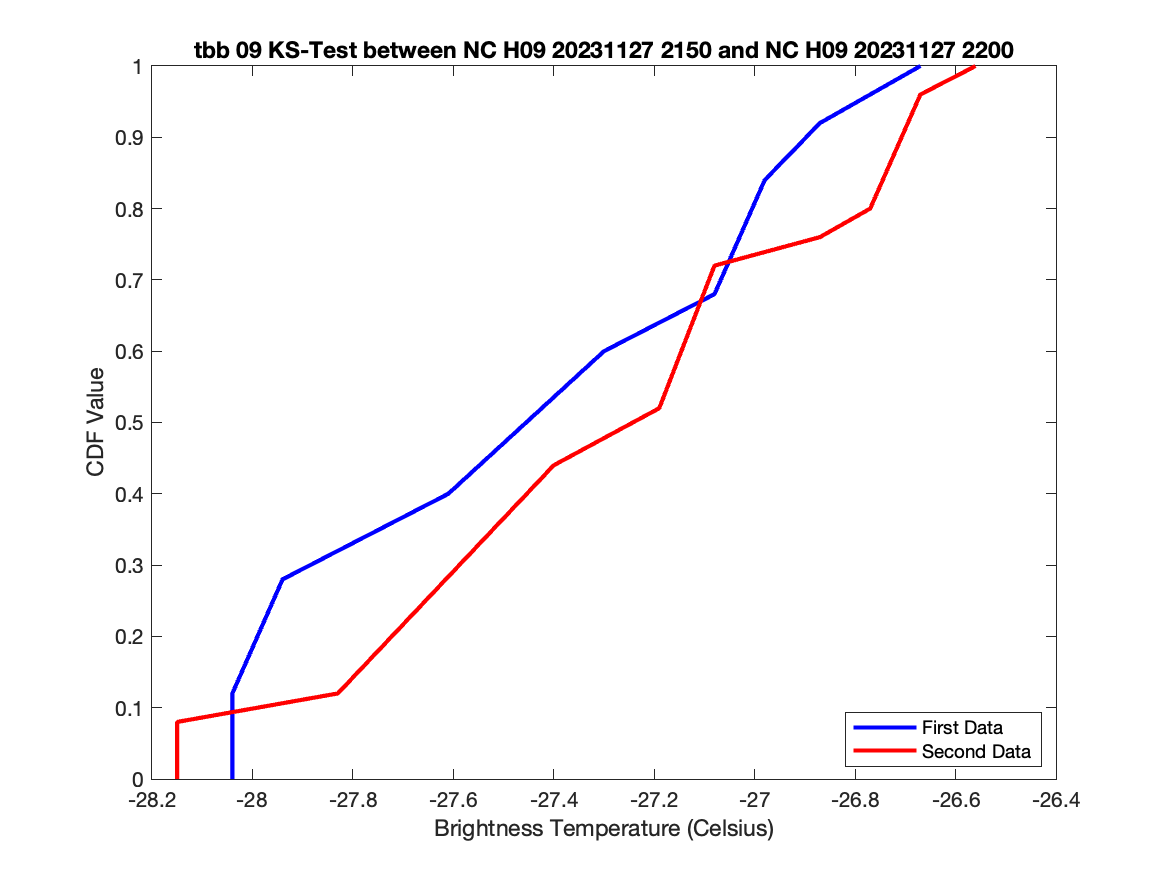 tbb 09 KS-Test between NC H09 20231127 2150 and NC H09 20231127 2200
1
0.9
0.8
0.7
0.6
0.5
0.4
0.3
0.2
0.1
0
CDF Value
First Data
Second Data
-28.2 -28 -27.8 -27.6 -27.4 -27.2 -27 -26.8 -26.6 -26.4
Brightness Temperature (Celsius)